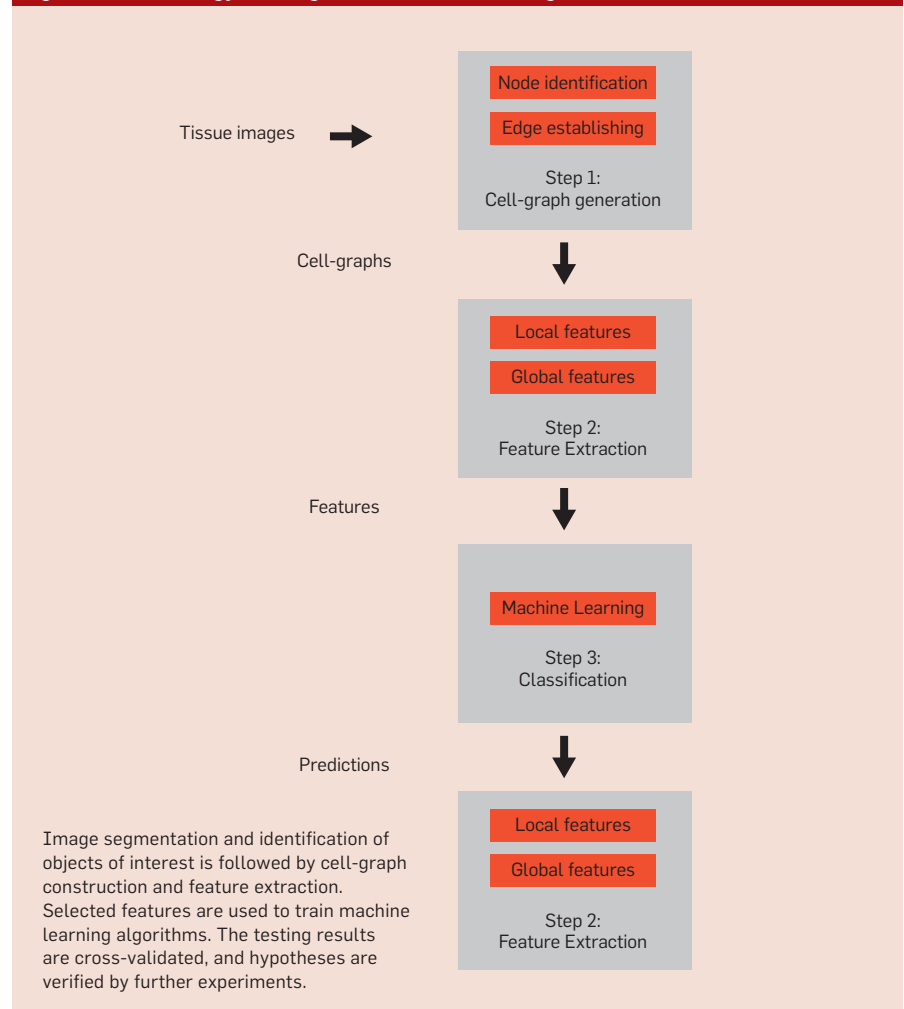 Node identification
Edge establishing
Tissue images
Step 1:
Cell-graph generation
Cell-graphs
Local features
Global features
Step 2:
Feature Extraction
Features
Machine Learning
Step 3:
Classification
Predictions
Local features
Global features
Step 2:
Feature Extraction
Image segmentation and identification of
objects of interest is followed by cell-graph
construction and feature extraction.
Selected features are used to train machine
learning algorithms. The testing results
are cross-validated, and hypotheses are
verified by further experiments.